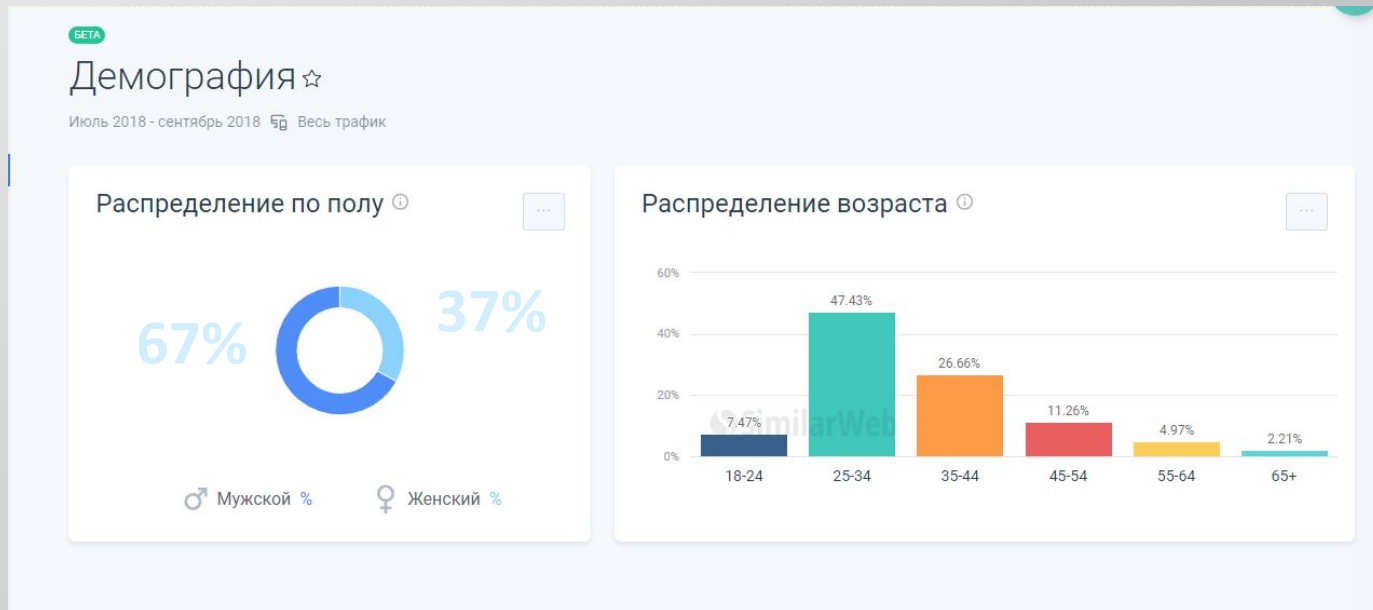 БЕТА
Демография
Июль 2018 - сентябрь 2018 Весь трафик
Распределение по полу
...
67%
37%
Мужской %
Женский %
Распределение возраста
...
60%
40%
20%
0%
7.47%
47.43%
26.66%
11.26%
4.97%
2.21%
SimilarWeb
18-24
25-34
35-44
45-54
55-64
65+